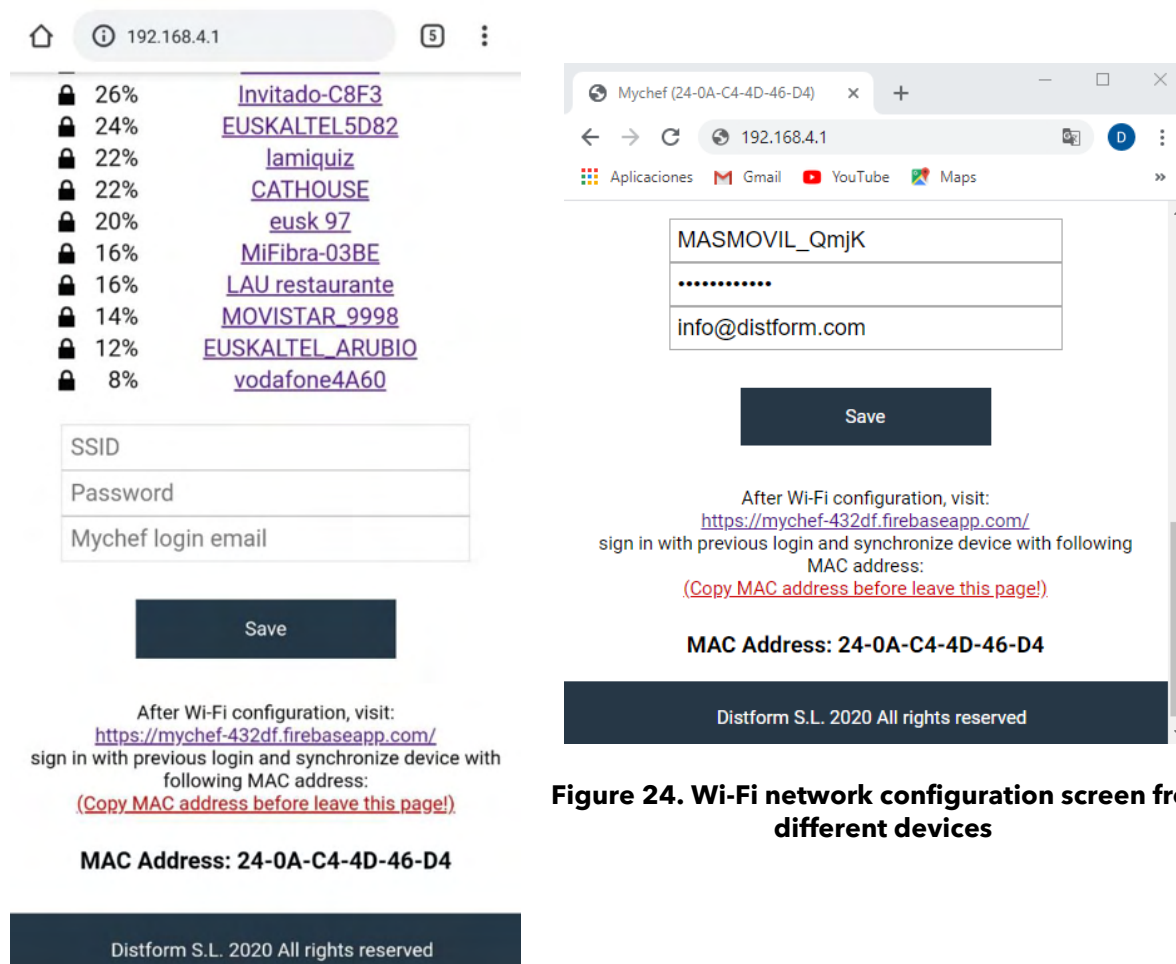 192.168.4.1
5
26% Invitado-C8F3
24% EUSKALTEL5D82
22% lamiquiz
22% CATHOUSE
20% eusk 97
16% MiFibra-03BE
16% LAU restaurante
14% MOVISTAR_9998
12% EUSKALTEL_ARUBIO
8% vodafone4A60
SSID
Password
Mychef login email
Save
After Wi-Fi configuration, visit:
https://mychef-432df.firebaseapp.com/
sign in with previous login and synchronize device with
following MAC address:
(Copy MAC address before leave this page!)
MAC Address: 24-0A-C4-4D-46-D4
Distform S.L. 2020 All rights reserved
Mychef (24-0A-C4-4D-46-D4)
192.168.4.1
D
Aplicaciones Gmail YouTube Maps
MASMOVIL_QmjK
••••••••••••
info@distform.com
Save
After Wi-Fi configuration, visit:
https://mychef-432df.firebaseapp.com/
sign in with previous login and synchronize device with following
MAC address:
(Copy MAC address before leave this page!)
MAC Address: 24-0A-C4-4D-46-D4
Distform S.L. 2020 All rights reserved
Figure 24. Wi-Fi network configuration screen
different devices